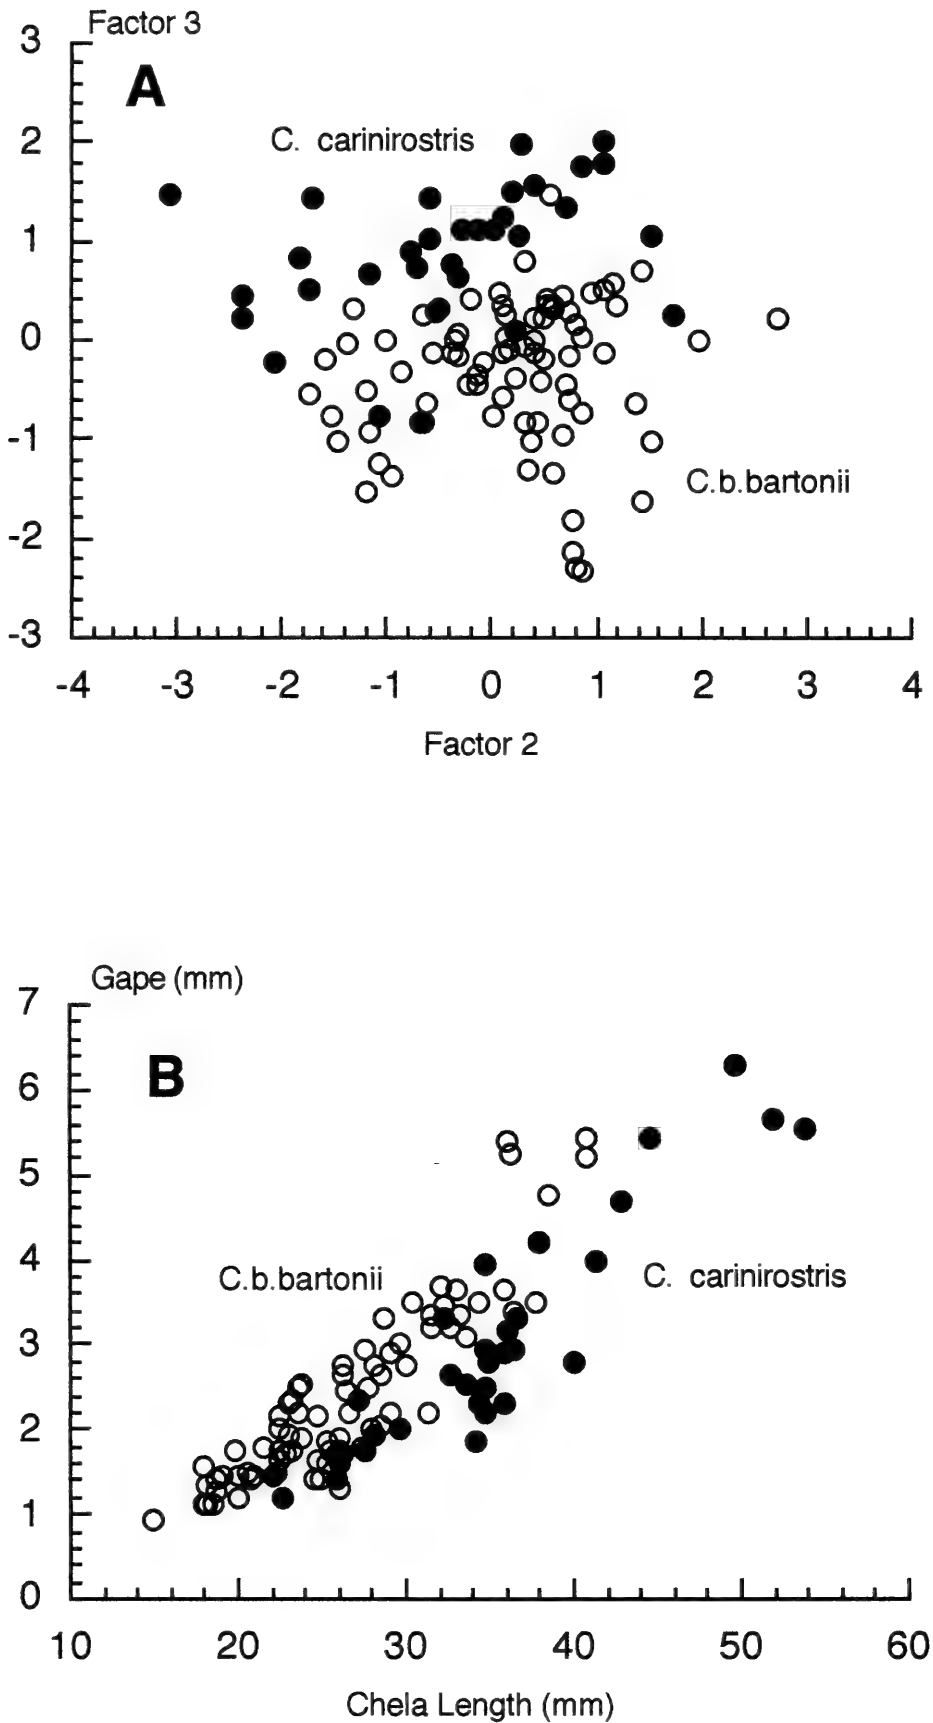 Factor 3
3
A
2
C. carinirostris
1
0
-1
C.b.bartonii
-2
-3
-4 -3 -2 -1 0 1 2 3 4
Factor 2
Gape (mm)
7
B
6
5
4
C.b.bartonii
C. carinirostris
3
2
1
0
10 20 30 40 50 60
Chela Length (mm)